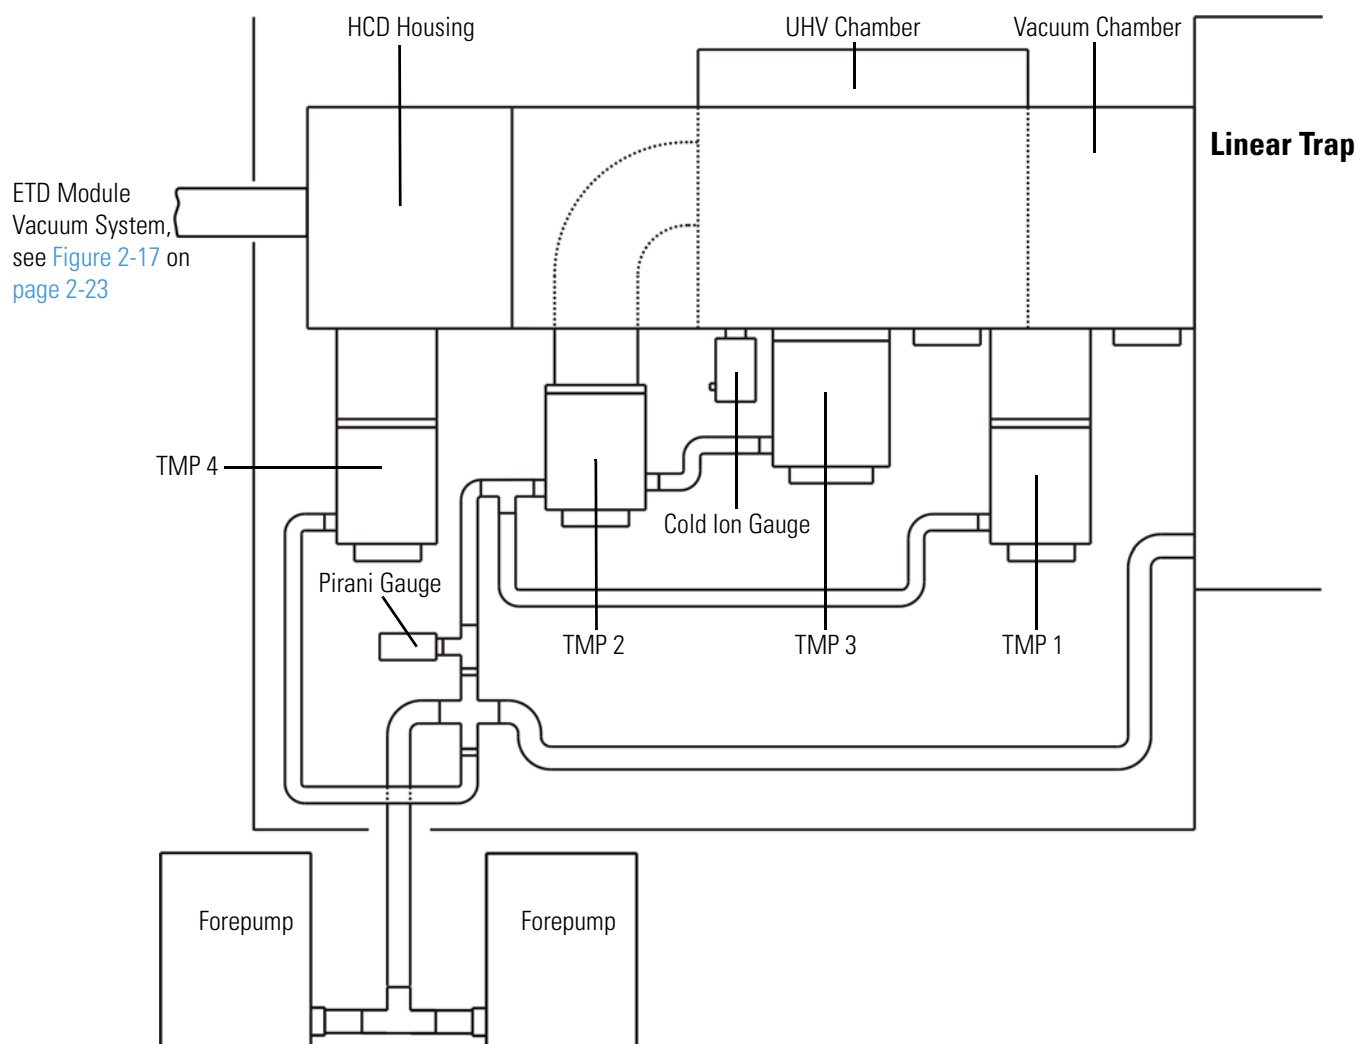 HCD Housing
UHV Chamber
Vacuum Chamber
Linear Trap
ETD Module
Vacuum System,
see Figure 2-17 on
page 2-23
TMP 4
Cold Ion Gauge
Pirani Gauge
TMP 2
TMP 3
TMP 1
Forepump
Forepump